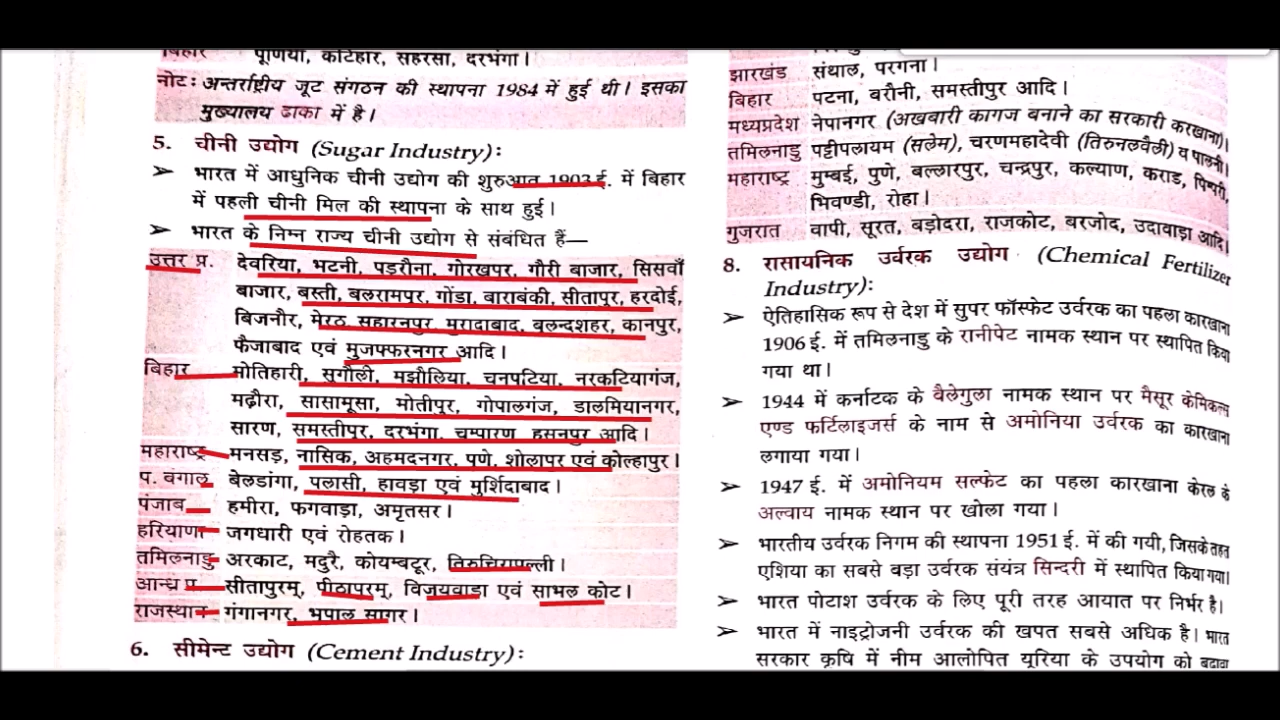 बिहार पूर्णिया, कटिहार, सहरसा, दरभंगा।
नोटः अन्तर्राष्ट्रीय जूट संगठन की स्थापना 1984 में हुई थी। इसका
मुख्यालय ढाका में है।
5. चीनी उद्योग (Sugar Industry):
➢ भारत में आधुनिक चीनी उद्योग की शुरुआत 1903 ई. में बिहार
में पहली चीनी मिल की स्थापना के साथ हुई।
➢ भारत के निम्न राज्य चीनी उद्योग से संबंधित हैं—
उत्तर प्र. देवरिया, भटनी, पड़रौना, गोरखपुर, गौरी बाजार, सिसवाँ
बाजार, बस्ती, बलरामपुर, गोंडा, बाराबंकी, सीतापुर, हरदोई,
बिजनौर, मेरठ, सहारनपुर, मुरादाबाद, बुलन्दशहर, कानपुर,
फैजाबाद एवं मुजफ्फरनगर आदि।
बिहार मोतिहारी, सुगौली, मझौलिया, चनपटिया, नरकटियागंज,
मढ़ौरा, सासामूसा, मोतीपुर, गोपालगंज, डालमियानगर,
सारण, समस्तीपुर, दरभंगा, चम्पारण, हसनपुर आदि।
महाराष्ट्र मनसड़, नासिक, अहमदनगर, पुणे, शोलापुर एवं कोल्हापुर।
प. बंगाल बेलडांगा, पलासी, हावड़ा एवं मुर्शिदाबाद।
पंजाब हमीरा, फगवाड़ा, अमृतसर।
हरियाणा जगधारी एवं रोहतक।
तमिलनाडु अरकाट, मदुरै, कोयम्बटूर, तिरुचिरापल्ली।
आन्ध्र प्र. सीतापुरम्, पीठापुरम्, विजयवाड़ा एवं साभल कोट।
राजस्थान गंगानगर, भूपाल सागर।
6. सीमेन्ट उद्योग (Cement Industry):
झारखंड संथाल, परगना।
बिहार पटना, बरौनी, समस्तीपुर आदि।
मध्यप्रदेश नेपानगर (अखबारी कागज बनाने का सरकारी करखाना)।
तमिलनाडु पट्टीपलायम (सलेम), चरणमहादेवी (तिरुनलवैली) व पालनी।
महाराष्ट्र मुम्बई, पुणे, बल्लारपुर, चन्द्रपुर, कल्याण, कराड, पिम्परी,
भिवण्डी, रोहा।
गुजरात वापी, सूरत, बड़ोदरा, राजकोट, बरजोद, उदावाड़ा आदि।
8. रासायनिक उर्वरक उद्योग (Chemical Fertilizer
Industry):
➢ ऐतिहासिक रूप से देश में सुपर फॉस्फेट उर्वरक का पहला कारखाना
1906 ई. में तमिलनाडु के रानीपेट नामक स्थान पर स्थापित किया
गया था।
➢ 1944 में कर्नाटक के बैलेगुला नामक स्थान पर मैसूर केमिकल्स
एण्ड फर्टिलाइजर्स के नाम से अमोनिया उर्वरक का कारखाना
लगाया गया।
➢ 1947 ई. में अमोनियम सल्फेट का पहला कारखाना केरल के
अल्वाय नामक स्थान पर खोला गया।
➢ भारतीय उर्वरक निगम की स्थापना 1951 ई. में की गयी, जिसके तहत
एशिया का सबसे बड़ा उर्वरक संयंत्र सिन्दरी में स्थापित किया गया।
➢ भारत पोटाश उर्वरक के लिए पूरी तरह आयात पर निर्भर है।
➢ भारत में नाइट्रोजनी उर्वरक की खपत सबसे अधिक है। भारत
सरकार कृषि में नीम आलोपित यूरिया के उपयोग को बढ़ावा